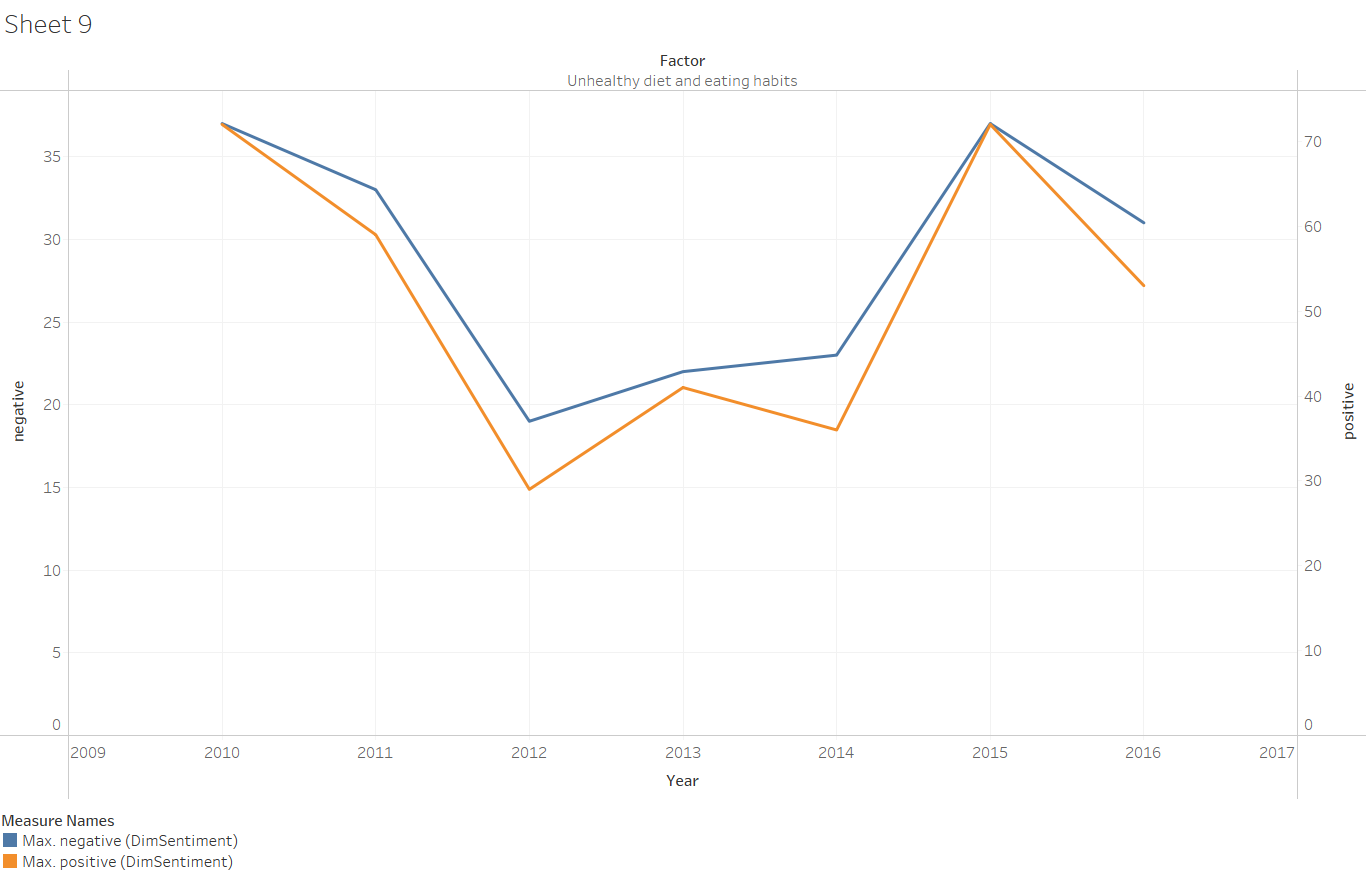 Sheet 9
Factor
Unhealthy diet and eating habits
35
30
25
20
15
10
5
0
negative
70
60
50
40
30
20
10
0
positive
2009 2010 2011 2012 2013 2014 2015 2016 2017
Year
Measure Names
Max. negative (DimSentiment)
Max. positive (DimSentiment)